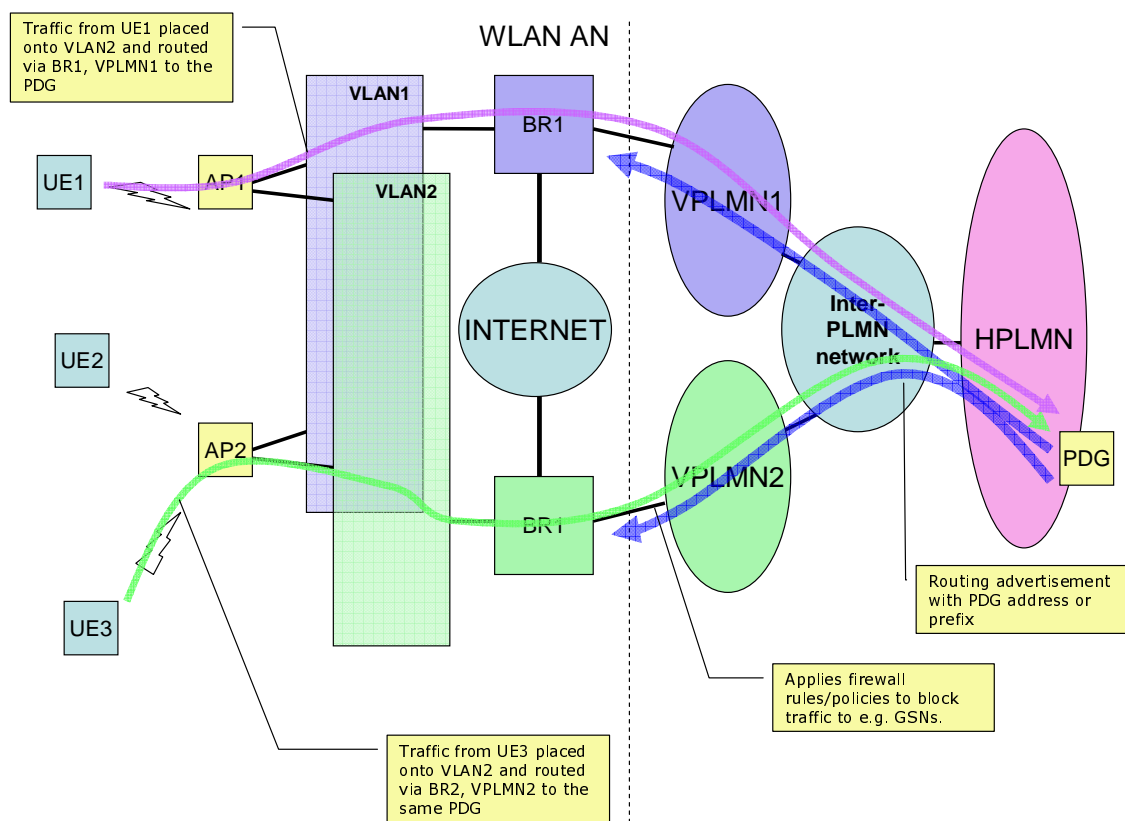 Traffic from UE1 placed
onto VLAN2 and routed
via BR1, VPLMN1 to the
PDG
WLAN AN
VLAN1
BR1
UE1
AP1
VLAN2
VPLMN1
INTERNET
Inter-
PLMN
network
HPLMN
UE2
AP2
VPLMN2
PDG
BR1
UE3
Routing advertisement
with PDG address or
prefix
Applies firewall
rules/policies to block
traffic to e.g. GSNs.
Traffic from UE3 placed
onto VLAN2 and routed
via BR2, VPLMN2 to the
same PDG